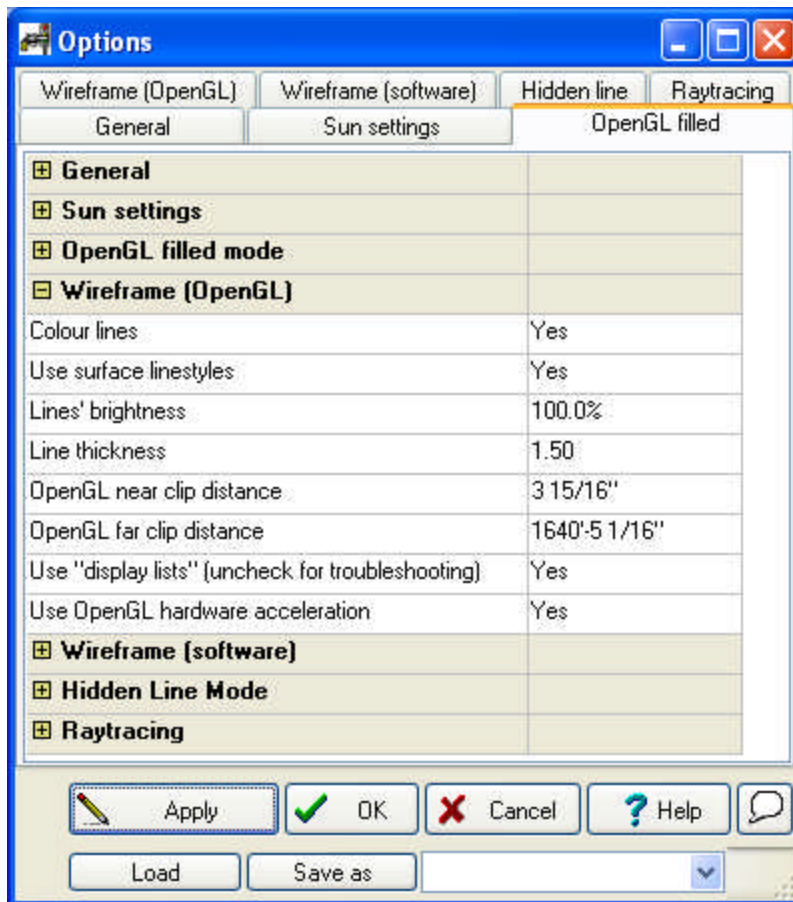 Options
Wireframe (OpenGL) Wireframe (software) Hidden line Raytracing
General Sun settings OpenGL filled
General
Sun settings
OpenGL filled mode
Wireframe (OpenGL)
Colour lines Yes
Use surface linestyles Yes
Lines' brightness 100.0%
Line thickness 1.50
OpenGL near clip distance 3 15/16"
OpenGL far clip distance 1640'-5 1/16"
Use "display lists" (uncheck for troubleshooting) Yes
Use OpenGL hardware acceleration Yes
Wireframe (software)
Hidden Line Mode
Raytracing
Apply OK Cancel Help
Load Save as